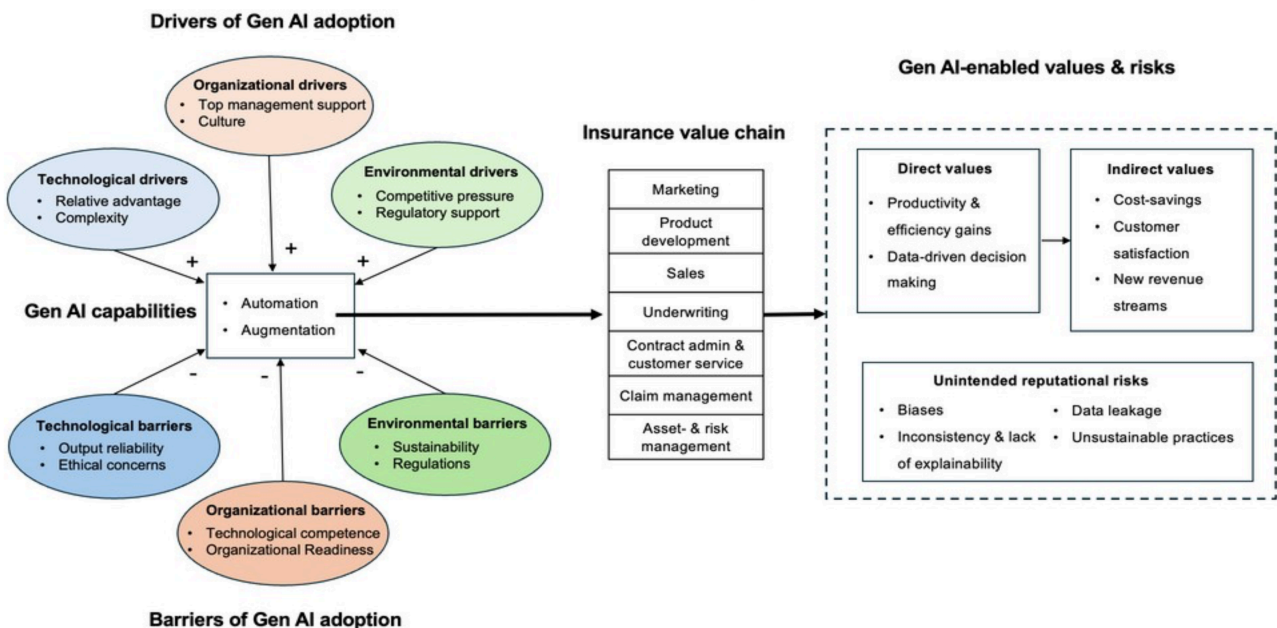 Drivers of Gen AI adoption
Organizational drivers
• Top management support
• Culture
Technological drivers
• Relative advantage
• Complexity
Environmental drivers
• Competitive pressure
• Regulatory support
+
+
+
Gen AI capabilities
• Automation
• Augmentation
-
-
-
Technological barriers
• Output reliability
• Ethical concerns
Environmental barriers
• Sustainability
• Regulations
Organizational barriers
• Technological competence
• Organizational Readiness
Barriers of Gen AI adoption
Insurance value chain
Marketing
Product
development
Sales
Underwriting
Contract admin &
customer service
Claim management
Asset- & risk
management
Gen AI-enabled values & risks
Direct values
• Productivity &
efficiency gains
• Data-driven decision
making
Indirect values
• Cost-savings
• Customer
satisfaction
• New revenue
streams
Unintended reputational risks
• Biases
• Inconsistency & lack
of explainability
• Data leakage
• Unsustainable practices